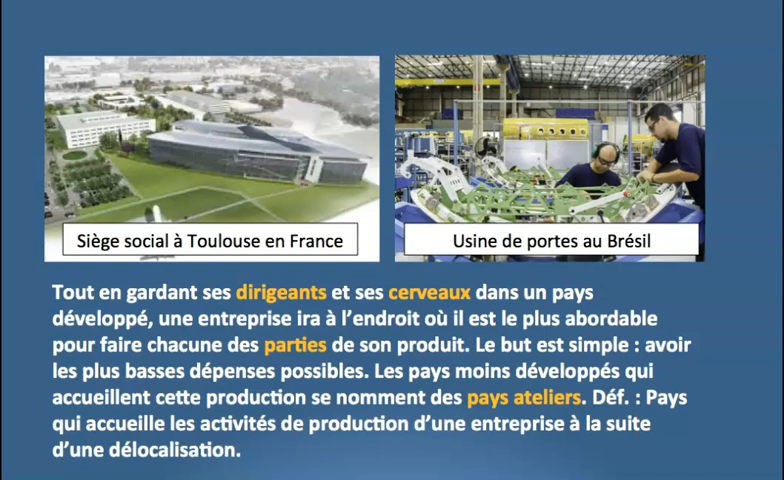 Siège social à Toulouse en France
Usine de portes au Brésil
Tout en gardant ses dirigeants et ses cerveaux dans un pays
développé, une entreprise ira à l'endroit où il est le plus abordable
pour faire chacune des parties de son produit. Le but est simple : avoir
les plus basses dépenses possibles. Les pays moins développés qui
accueillent cette production se nomment des pays ateliers. Déf. : Pays
qui accueille les activités de production d'une entreprise à la suite
d'une délocalisation.